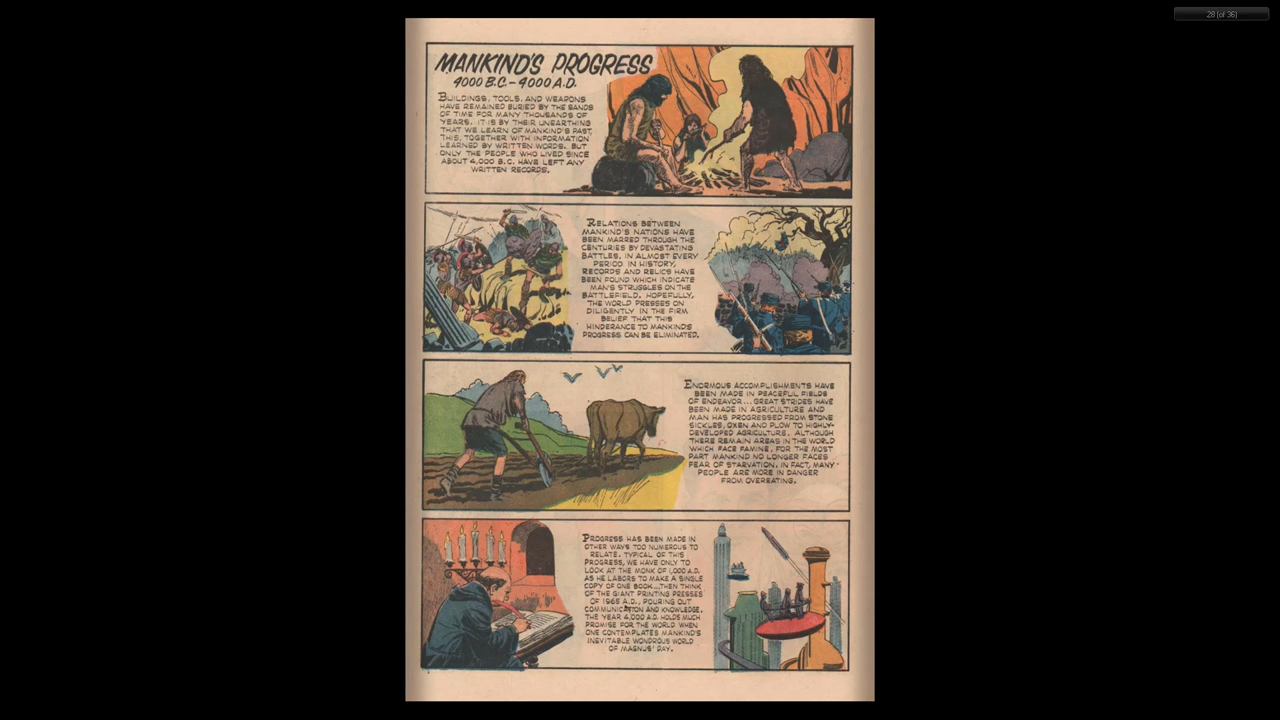 28 (of 36)
MANKIND'S PROGRESS
4000 B.C. - 4000 A.D.
BUILDINGS, TOOLS, AND WEAPONS
HAVE REMAINED BURIED BY THE SANDS
OF TIME FOR MANY THOUSANDS OF
YEARS. IT IS BY THEIR UNEARTHING
THAT WE LEARN OF MANKIND'S PAST,
THIS, TOGETHER WITH INFORMATION
LEARNED BY WRITTEN WORDS. BUT
ONLY THE PEOPLE WHO LIVED SINCE
ABOUT 4,000 B.C. HAVE LEFT ANY
WRITTEN RECORDS.
RELATIONS BETWEEN
MANKIND'S NATIONS HAVE
BEEN MARRED THROUGH THE
CENTURIES BY DEVASTATING
BATTLES. IN ALMOST EVERY
PERIOD IN HISTORY,
RECORDS AND RELICS HAVE
BEEN FOUND WHICH INDICATE
MAN'S STRUGGLES ON THE
BATTLEFIELD. HOPEFULLY,
THE WORLD PRESSES ON
DILIGENTLY IN THE FIRM
BELIEF THAT THIS
HINDERANCE TO MANKIND'S
PROGRESS CAN BE ELIMINATED.
ENORMOUS ACCOMPLISHMENTS HAVE
BEEN MADE IN PEACEFUL FIELDS
OF ENDEAVOR... GREAT STRIDES HAVE
BEEN MADE IN AGRICULTURE AND
MAN HAS PROGRESSED FROM STONE
SICKLES, OXEN AND PLOW TO HIGHLY-
DEVELOPED AGRICULTURE. ALTHOUGH
THERE REMAIN AREAS IN THE WORLD
WHICH FACE FAMINE, FOR THE MOST
PART MANKIND NO LONGER FACES
FEAR OF STARVATION. IN FACT, MANY
PEOPLE ARE MORE IN DANGER
FROM OVEREATING.
PROGRESS HAS BEEN MADE IN
OTHER WAYS TOO NUMEROUS TO
RELATE. TYPICAL OF THIS
PROGRESS, WE HAVE ONLY TO
LOOK AT THE MONK OF 1,000 A.D.
AS HE LABORS TO MAKE A SINGLE
COPY OF ONE BOOK...THEN THINK
OF THE GIANT PRINTING PRESSES
OF 1965 A.D., POURING OUT
COMMUNICATION AND KNOWLEDGE.
THE YEAR 4,000 A.D. HOLDS MUCH
PROMISE FOR THE WORLD WHEN
ONE CONTEMPLATES MANKIND'S
INEVITABLE WONDROUS WORLD
OF MAGNUS' DAY.